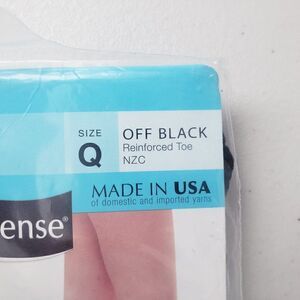 SIZE
Q
OFF BLACK
Reinforced Toe
NZC
MADE IN USA
of domestic and imported yarns
ense®